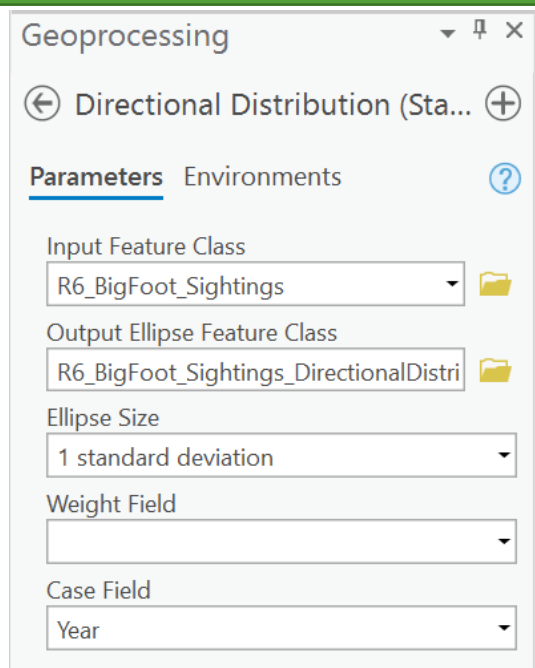 Geoprocessing
Directional Distribution (Sta...
Parameters Environments
Input Feature Class
R6_BigFoot_Sightings
Output Ellipse Feature Class
R6_BigFoot_Sightings_DirectionalDistri
Ellipse Size
1 standard deviation
Weight Field
Case Field
Year